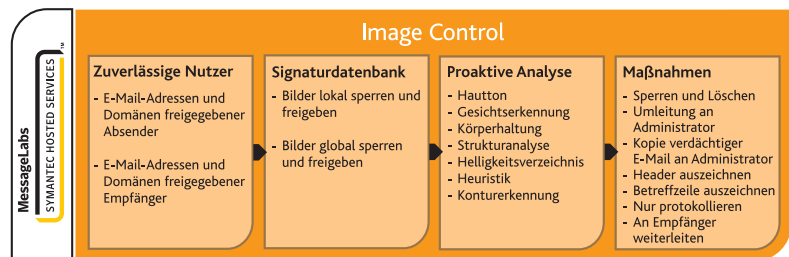 MessageLabs
SYMANTEC HOSTED SERVICES ™
Image Control
Zuverlässige Nutzer
- E-Mail-Adressen und
Domänen freigegebener
Absender
- E-Mail-Adressen und
Domänen freigegebener
Empfänger
Signaturdatenbank
- Bilder lokal sperren und
freigeben
- Bilder global sperren
und freigeben
Proaktive Analyse
- Hautton
- Gesichtserkennung
- Körperhaltung
- Strukturanalyse
- Helligkeitsverzeichnis
- Heuristik
- Konturerkennung
Maßnahmen
- Sperren und Löschen
- Umleitung an
Administrator
- Kopie verdächtiger
E-Mail an Administrator
- Header auszeichnen
- Betreffzeile auszeichnen
- Nur protokollieren
- An Empfänger
weiterleiten